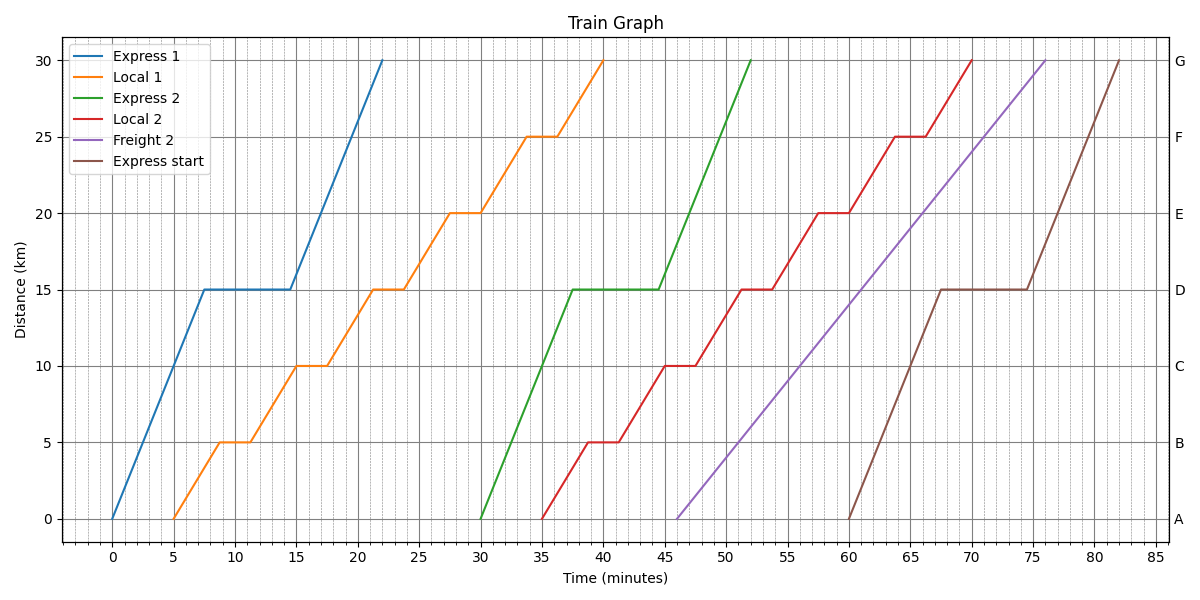 Train Graph
Express 1
Local 1
Express 2
Local 2
Freight 2
Express start
Distance (km)
30
25
20
15
10
5
0
G
F
E
D
C
B
A
0 5 10 15 20 25 30 35 40 45 50 55 60 65 70 75 80 85
Time (minutes)